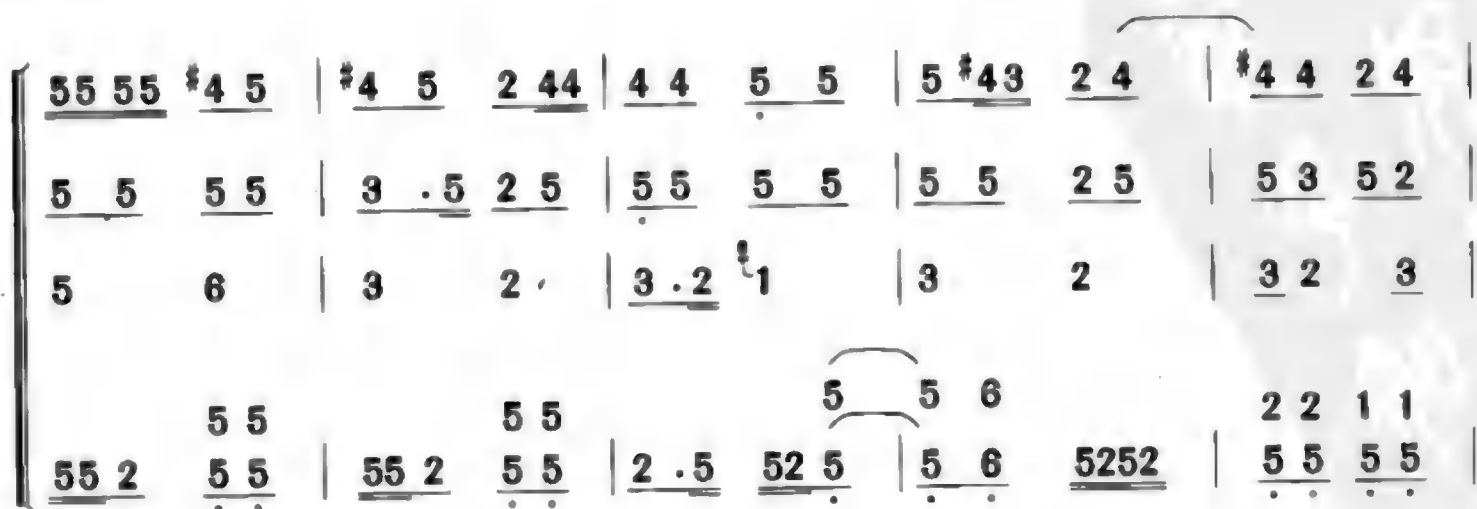 55 55 #4 5 | #4 5 2 44 | 4 4 5 5 | 5 #43 2 4 | #4 4 2 4 |
5 5 5 5 | 3 .5 2 5 | 5 5 5 5 | 5 5 2 5 | 5 3 5 2 |
5 6 | 3 2 · | 3 .2 #1 | 3 2 | 3 2 3 |
5 5 5 5 5 5 6 2 2 1 1
55 2 5 5 | 55 2 5 5 | 2 .5 52 5 | 5 6 5252 | 5 5 5 5 |